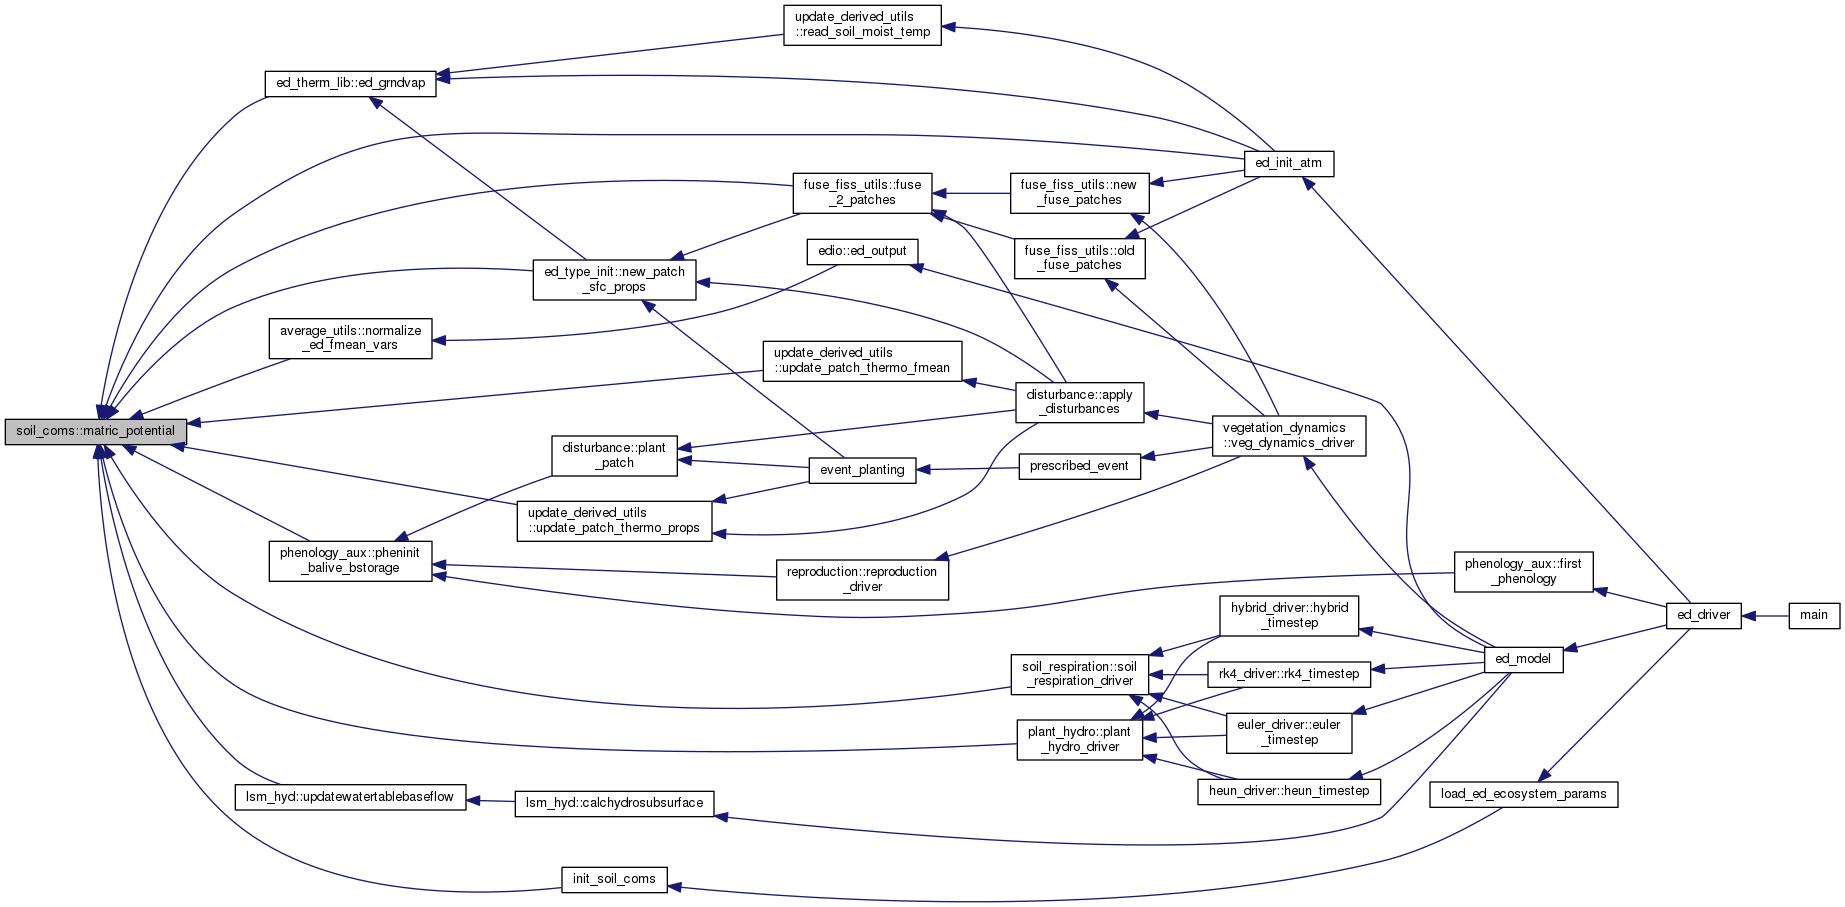 update_derived_utils
::read_soil_moist_temp
ed_therm_lib::ed_grndvap
ed_init_atm
fuse_fiss_utils::fuse
_2_patches
fuse_fiss_utils::new
_fuse_patches
edio::ed_output
fuse_fiss_utils::old
_fuse_patches
ed_type_init::new_patch
_sfc_props
average_utils::normalize
_ed_fmean_vars
update_derived_utils
::update_patch_thermo_fmean
disturbance::apply
_disturbances
soil_coms::matric_potential
vegetation_dynamics
::veg_dynamics_driver
disturbance::plant
_patch
event_planting
prescribed_event
update_derived_utils
::update_patch_thermo_props
phenology_aux::pheninit
_balive_bstorage
reproduction::reproduction
_driver
phenology_aux::first
_phenology
hybrid_driver::hybrid
_timestep
ed_driver
main
soil_respiration::soil
_respiration_driver
rk4_driver::rk4_timestep
ed_model
plant_hydro::plant
_hydro_driver
euler_driver::euler
_timestep
heun_driver::heun_timestep
load_ed_ecosystem_params
lsm_hyd::updatewatertablebaseflow
lsm_hyd::calchydrosubsurface
init_soil_coms